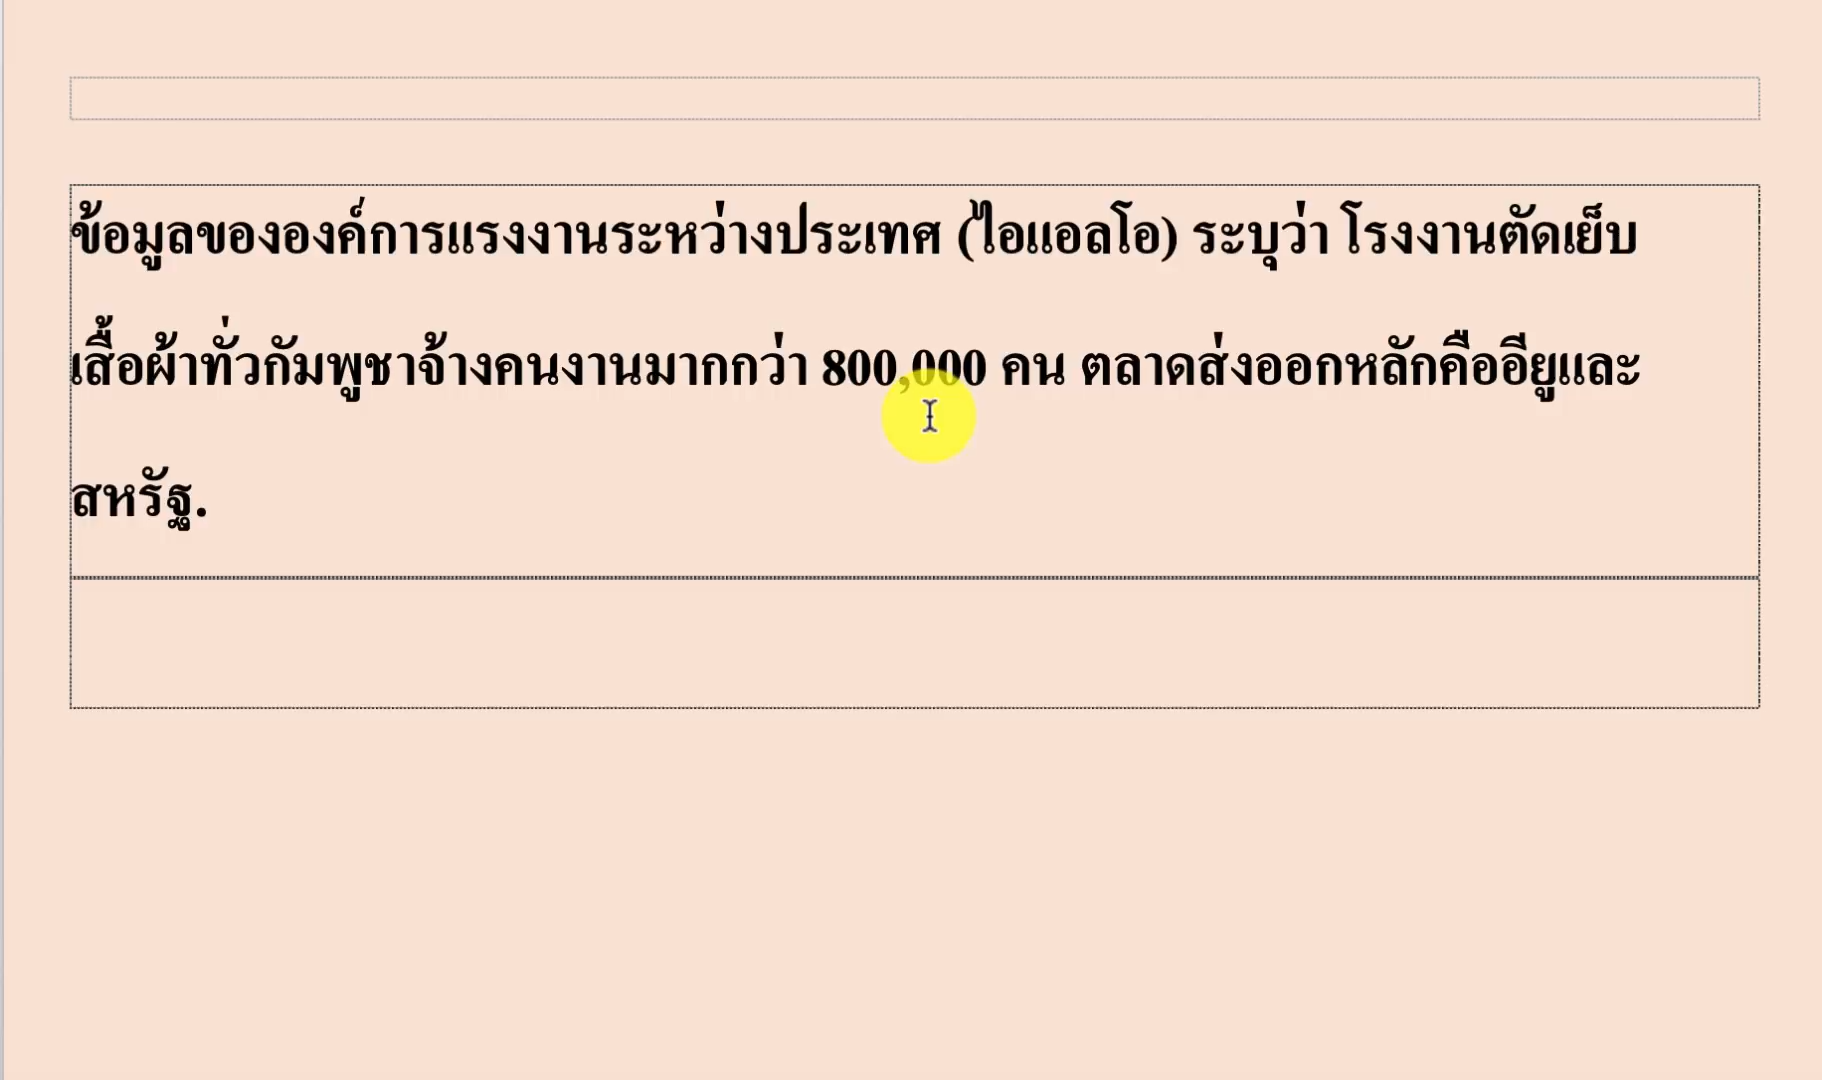 ข้อมูลขององค์การแรงงานระหว่างประเทศ (ไอแอลโอ) ระบุว่า โรงงานตัดเย็บ
เสื้อผ้าทั่วกัมพูชาจ้างคนงานมากกว่า 800,000 คน ตลาดส่งออกหลักคืออียูและ
สหรัฐ.